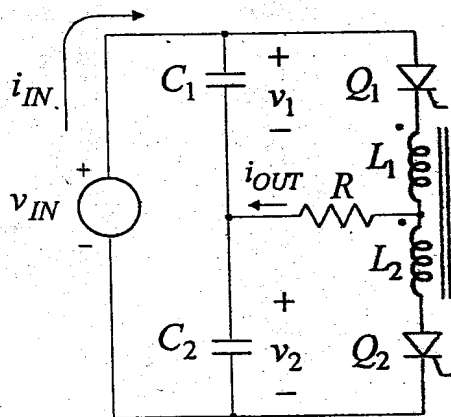 i_IN
C_1
+
v_1
−
Q_1
L_1
i_OUT
R
v_IN
+
−
L_2
C_2
+
v_2
−
Q_2